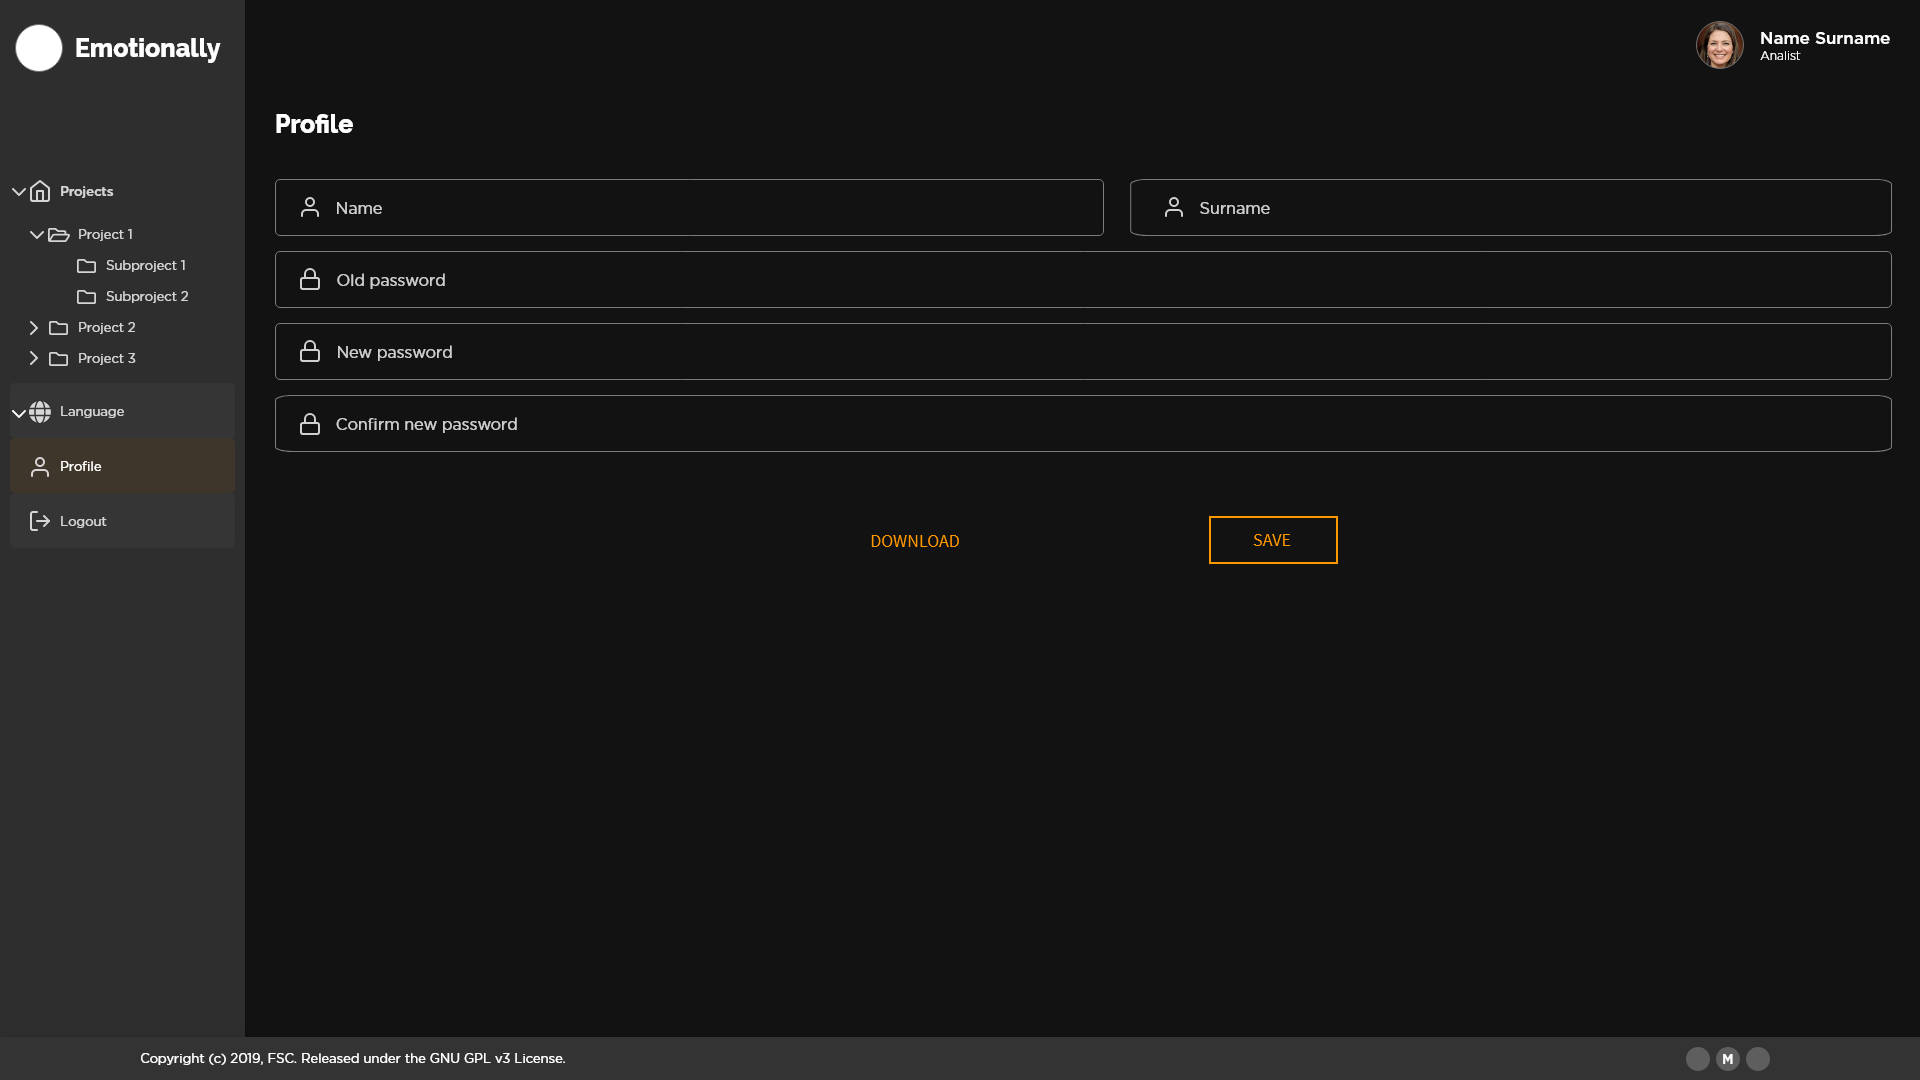 Emotionally
Name Surname
Analist
Profile
Projects
Project 1
Subproject 1
Subproject 2
Project 2
Project 3
Language
Profile
Logout
Name
Surname
Old password
New password
Confirm new password
DOWNLOAD
SAVE
Copyright (c) 2019, FSC. Released under the GNU GPL v3 License.
M